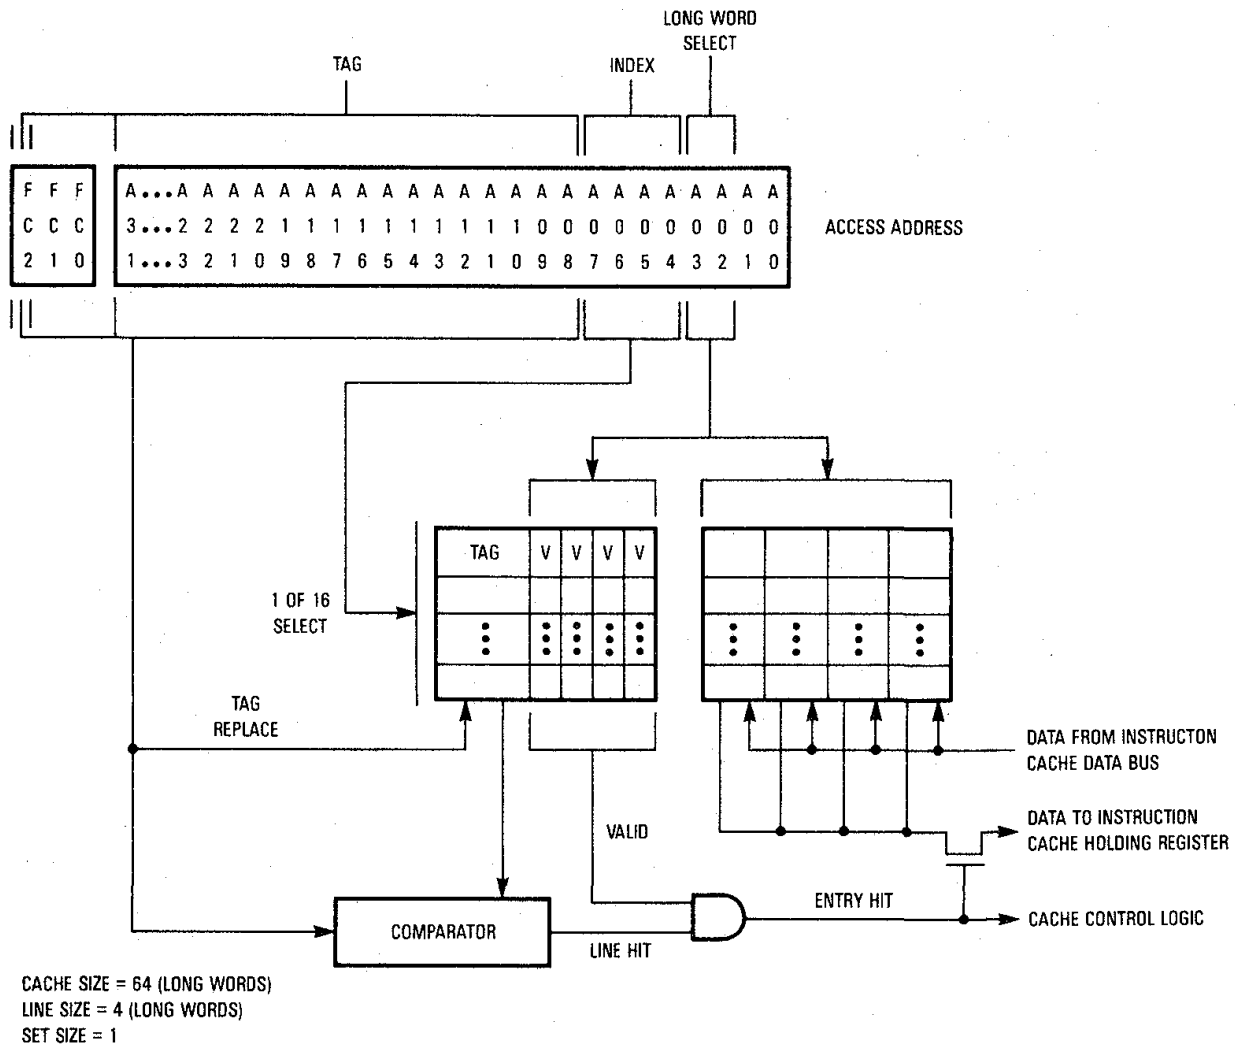 LONG WORD
SELECT
TAG
INDEX
F F F A...A A A A A A A A A A A A A A A A A A A A A A A A
C C C 3...2 2 2 2 1 1 1 1 1 1 1 1 1 1 0 0 0 0 0 0 0 0 0 0
2 1 0 1...3 2 1 0 9 8 7 6 5 4 3 2 1 0 9 8 7 6 5 4 3 2 1 0
ACCESS ADDRESS
TAG V V V V
1 OF 16
SELECT
TAG
REPLACE
DATA FROM INSTRUCTON
CACHE DATA BUS
DATA TO INSTRUCTION
CACHE HOLDING REGISTER
VALID
ENTRY HIT
CACHE CONTROL LOGIC
COMPARATOR
LINE HIT
CACHE SIZE = 64 (LONG WORDS)
LINE SIZE = 4 (LONG WORDS)
SET SIZE = 1